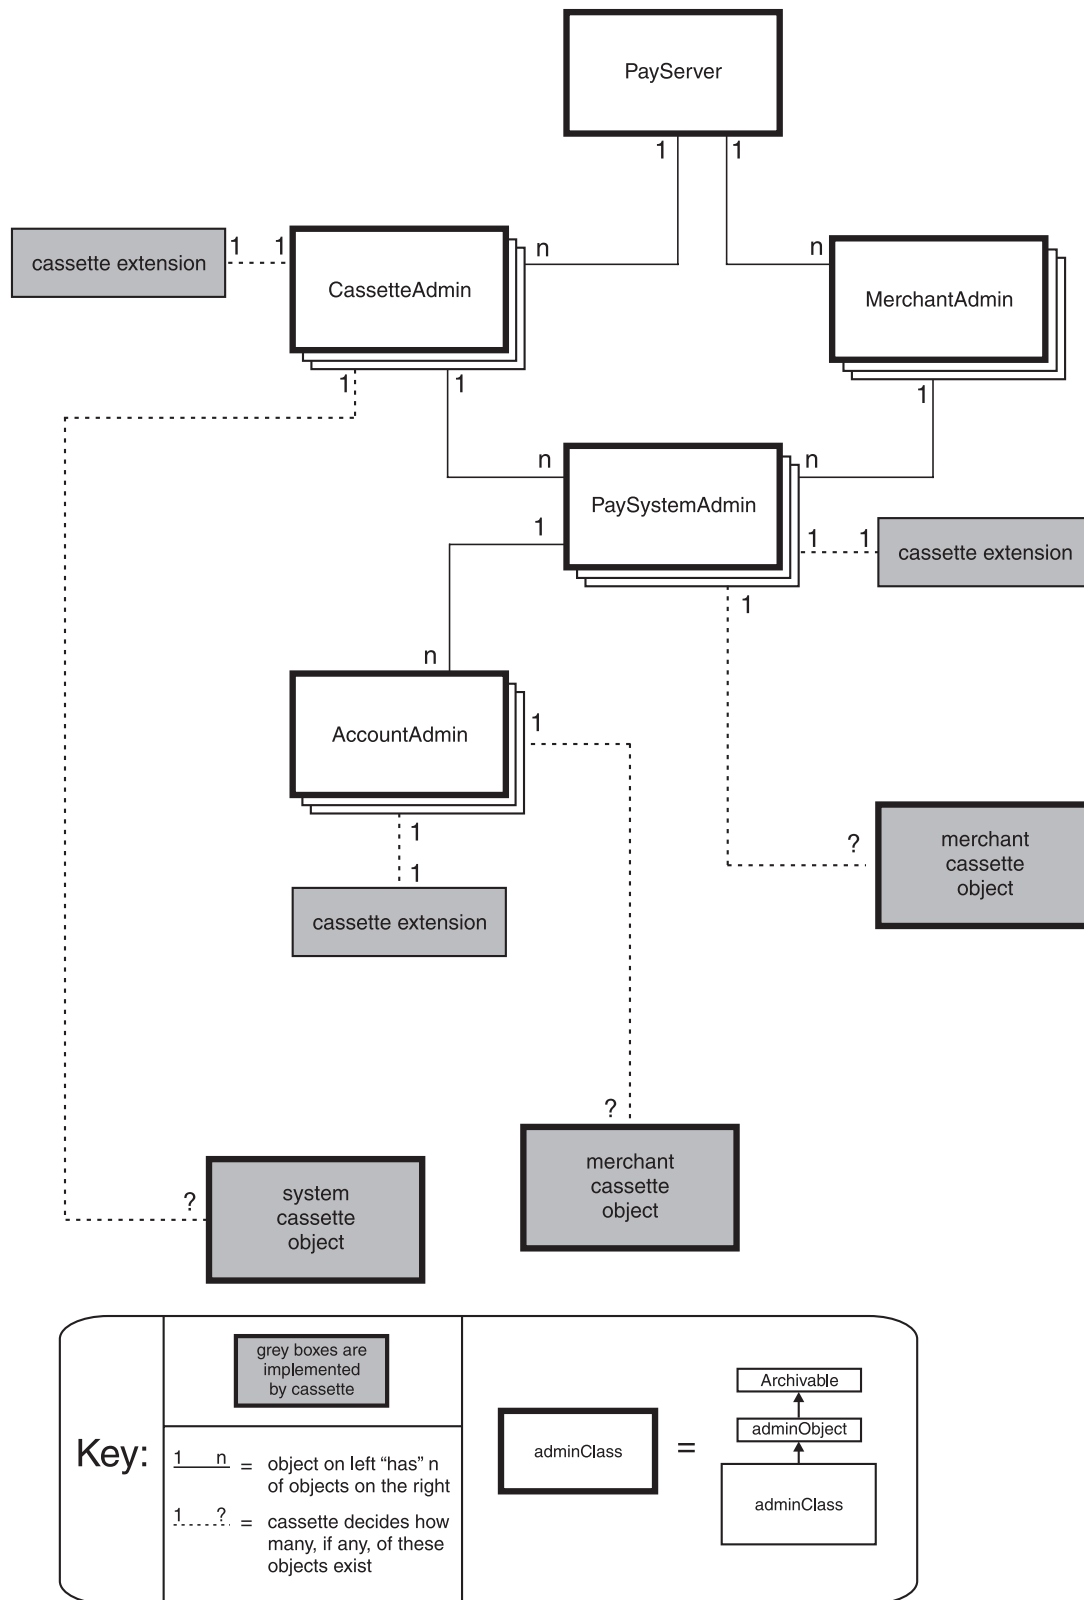 PayServer
1 1
cassette extension
1 1
CassetteAdmin
n
n
MerchantAdmin
1 1
1
n
PaySystemAdmin
n
1
1 1
cassette extension
1
n
AccountAdmin
1
1
1
cassette extension
?
merchant
cassette
object
?
merchant
cassette
object
?
system
cassette
object
Key:
grey boxes are
implemented
by cassette
1 n = object on left “has” n
of objects on the right
1 ? = cassette decides how
many, if any, of these
objects exist
adminClass
=
Archivable
adminObject
adminClass